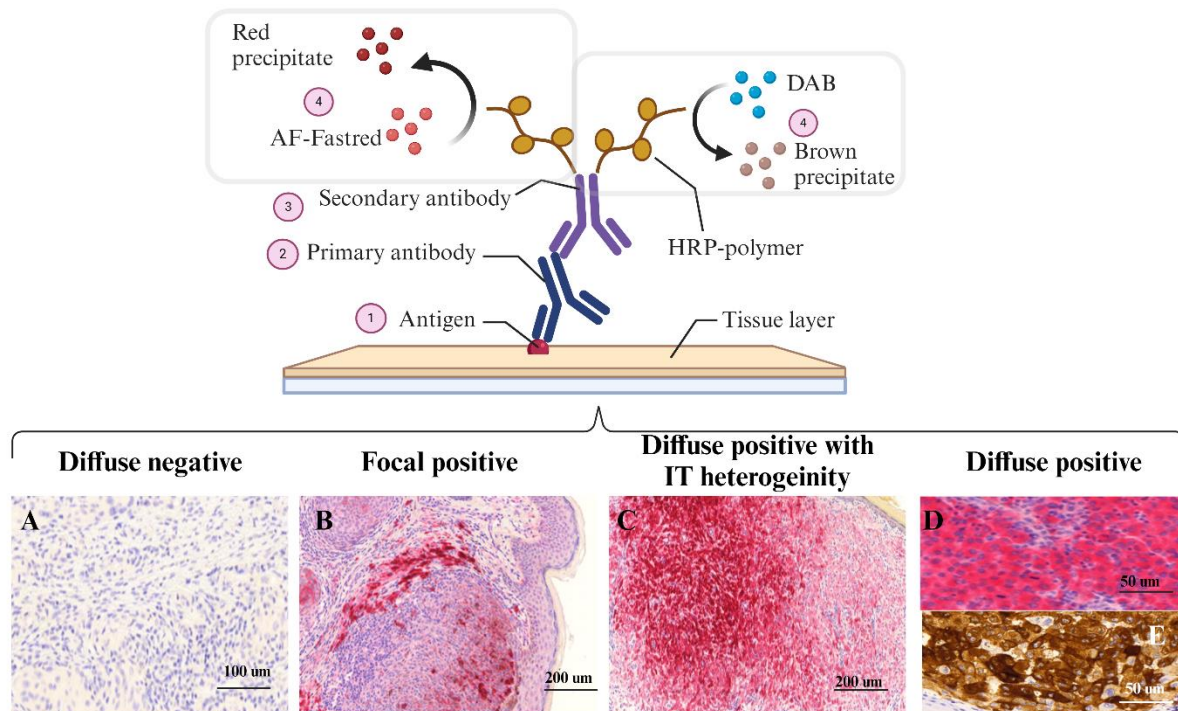 Red
precipitate
4
AF-Fastred
DAB
4
Brown
precipitate
3 Secondary antibody
HRP-polymer
2 Primary antibody
1 Antigen
Tissue layer
Diffuse negative
Focal positive
Diffuse positive with
IT heterogeinity
Diffuse positive
A
100 um
B
200 um
C
200 um
D
50 um
E
50 um